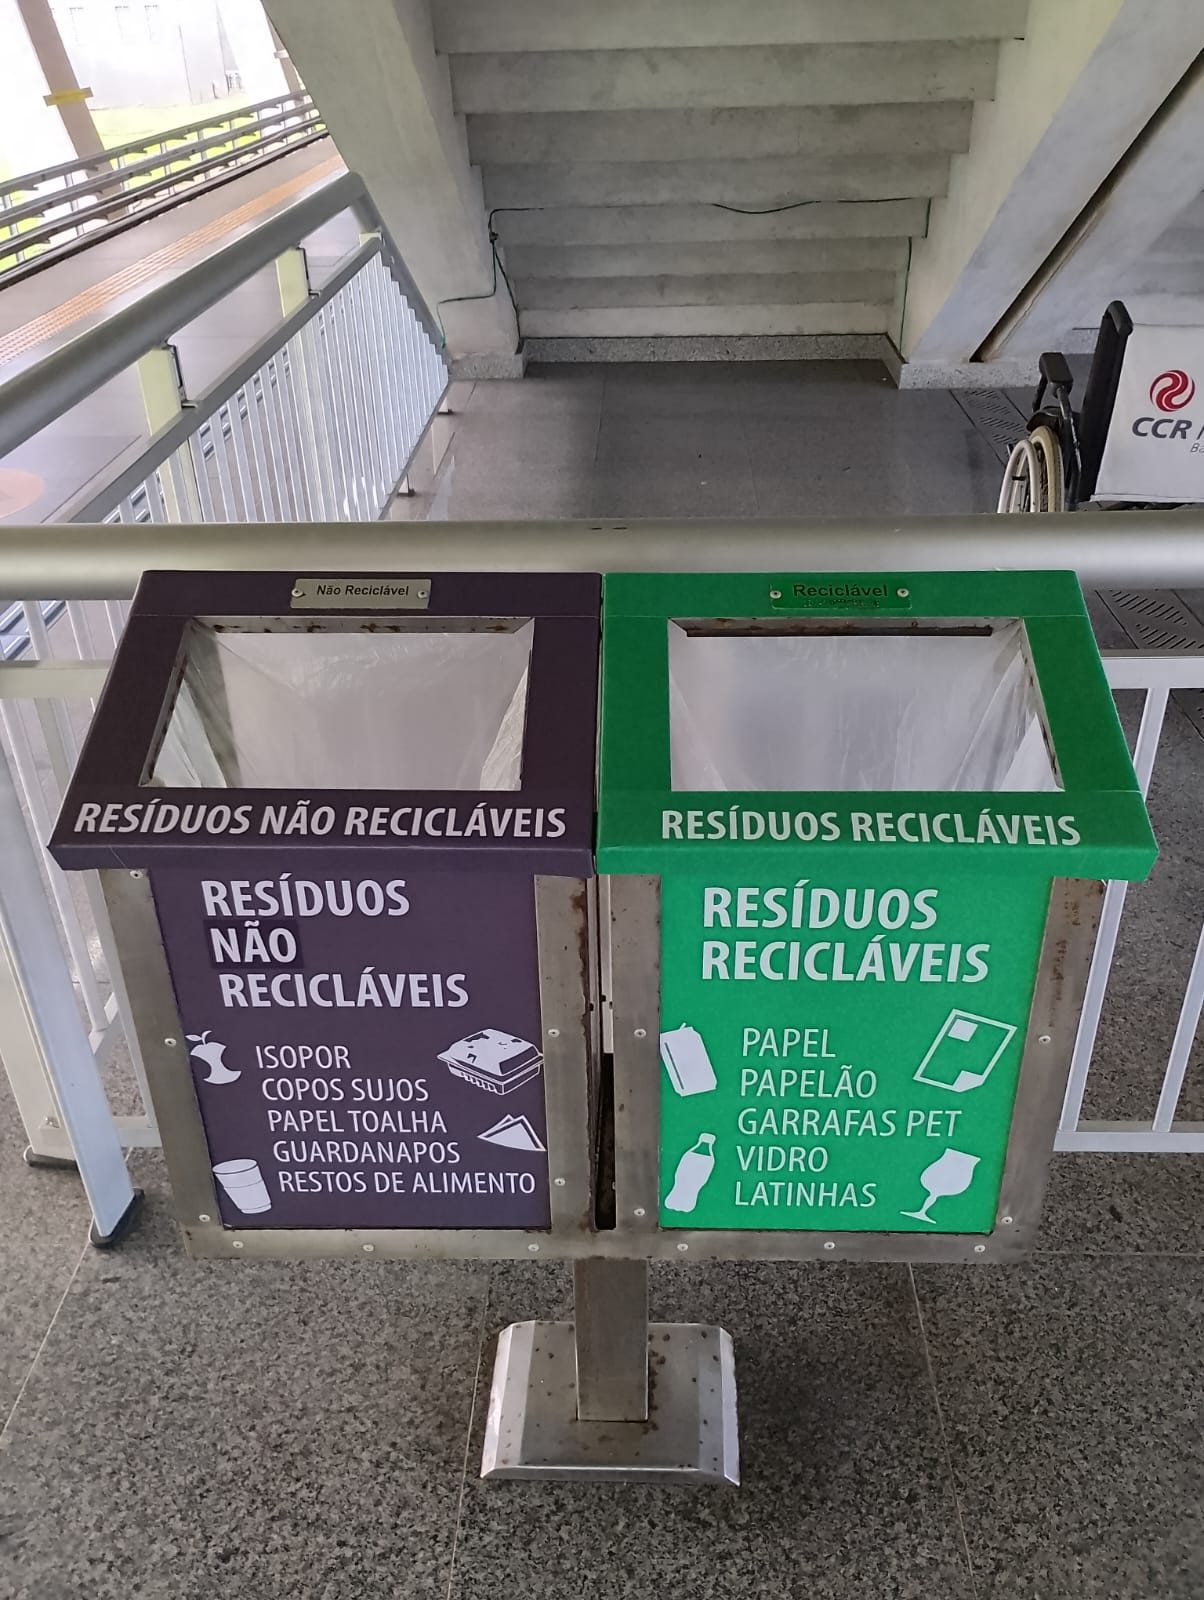 CCR
Não Reciclável
Reciclável
RESÍDUOS NÃO RECICLÁVEIS
RESÍDUOS RECICLÁVEIS
RESÍDUOS
NÃO
RECICLÁVEIS
ISOPOR
COPOS SUJOS
PAPEL TOALHA
GUARDANAPOS
RESTOS DE ALIMENTO
RESÍDUOS
RECICLÁVEIS
PAPEL
PAPELÃO
GARRAFAS PET
VIDRO
LATINHAS